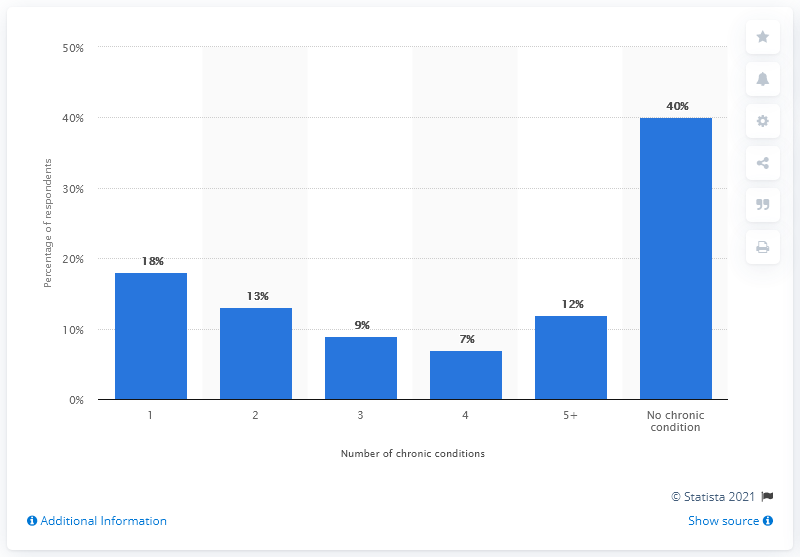 50%
40%
30%
20%
10%
0%
Percentage of respondents
18%
13%
9%
7%
12%
40%
1
2
3
4
5+
No chronic
condition
Number of chronic conditions
© Statista 2021
Additional Information
Show source